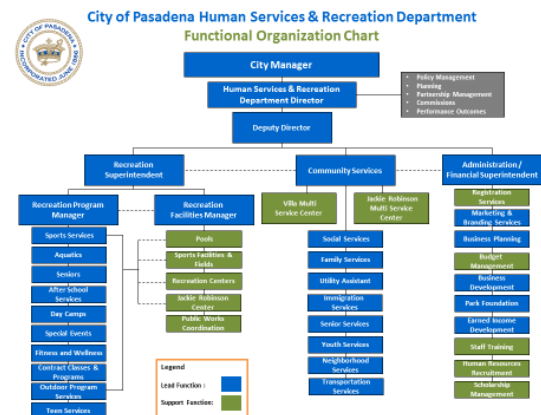 City of Pasadena Human Services & Recreation Department
Functional Organization Chart
CITY OF PASADENA
INCORPORATED JUNE 1886
City Manager
Human Services & Recreation
Department Director
• Policy Management
• Planning
• Partnership Management
• Commissions
• Performance Outcomes
Deputy Director
Recreation
Superintendent
Community Services
Administration /
Financial Superintendent
Recreation Program
Manager
Recreation
Facilities Manager
Villa Multi
Service Center
Jackie Robinson
Multi Service
Center
Sports Services
Aquatics
Seniors
After School
Services
Day Camps
Special Events
Fitness and Wellness
Contract Classes &
Programs
Outdoor Program
Services
Teen Services
Pools
Sports Facilities &
Fields
Recreation Centers
Jackie Robinson
Center
Public Works
Coordination
Social Services
Family Services
Utility Assistant
Immigration
Services
Senior Services
Youth Services
Neighborhood
Services
Transportation
Services
Registration
Services
Marketing &
Branding Services
Business Planning
Budget
Management
Business
Development
Park Foundation
Earned Income
Development
Staff Training
Human Resources
Recruitment
Scholarship
Management
Legend
Lead Function :
Support Function: